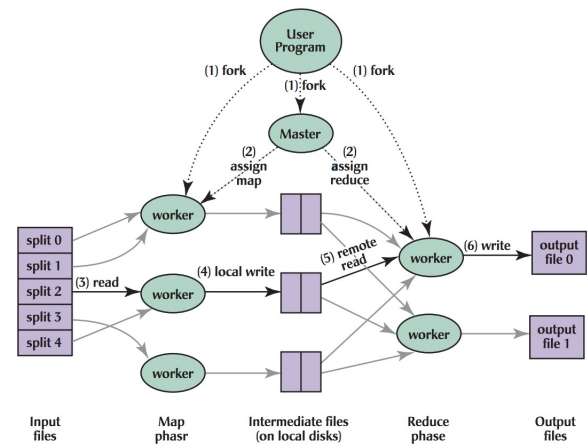 User
Program
(1) fork
(1) fork
(1) fork
Master
(2)
assign
map
(2)
assign
reduce
worker
split 0
split 1
split 2
split 3
split 4
(3) read
worker
(4) local write
(5) remote
read
worker
(6) write
output
file 0
worker
output
file 1
worker
Input
files
Map
phasr
Intermediate files
(on local disks)
Reduce
phase
Output
files